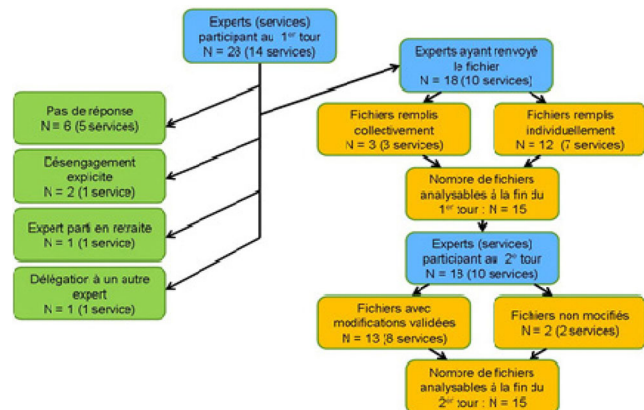 Experts (services)
participant au 1er tour
N = 28 (14 services)
Pas de réponse
N = 6 (5 services)
Désengagement
explicite
N = 2 (1 service)
Expert parti en retraite
N = 1 (1 service)
Délégation à un autre
expert
N = 1 (1 service)
Experts ayant renvoyé
le fichier
N = 18 (10 services)
Fichiers remplis
collectivement
N = 3 (3 services)
Fichiers remplis
individuellement
N = 12 (7 services)
Nombre de fichiers
analysables à la fin du
1er tour : N = 15
Experts (services)
participant au 2e tour
N = 18 (10 services)
Fichiers avec
modifications validées
N = 13 (8 services)
Fichiers non modifiés
N = 2 (2 services)
Nombre de fichiers
analysables à la fin du
2er tour : N = 15